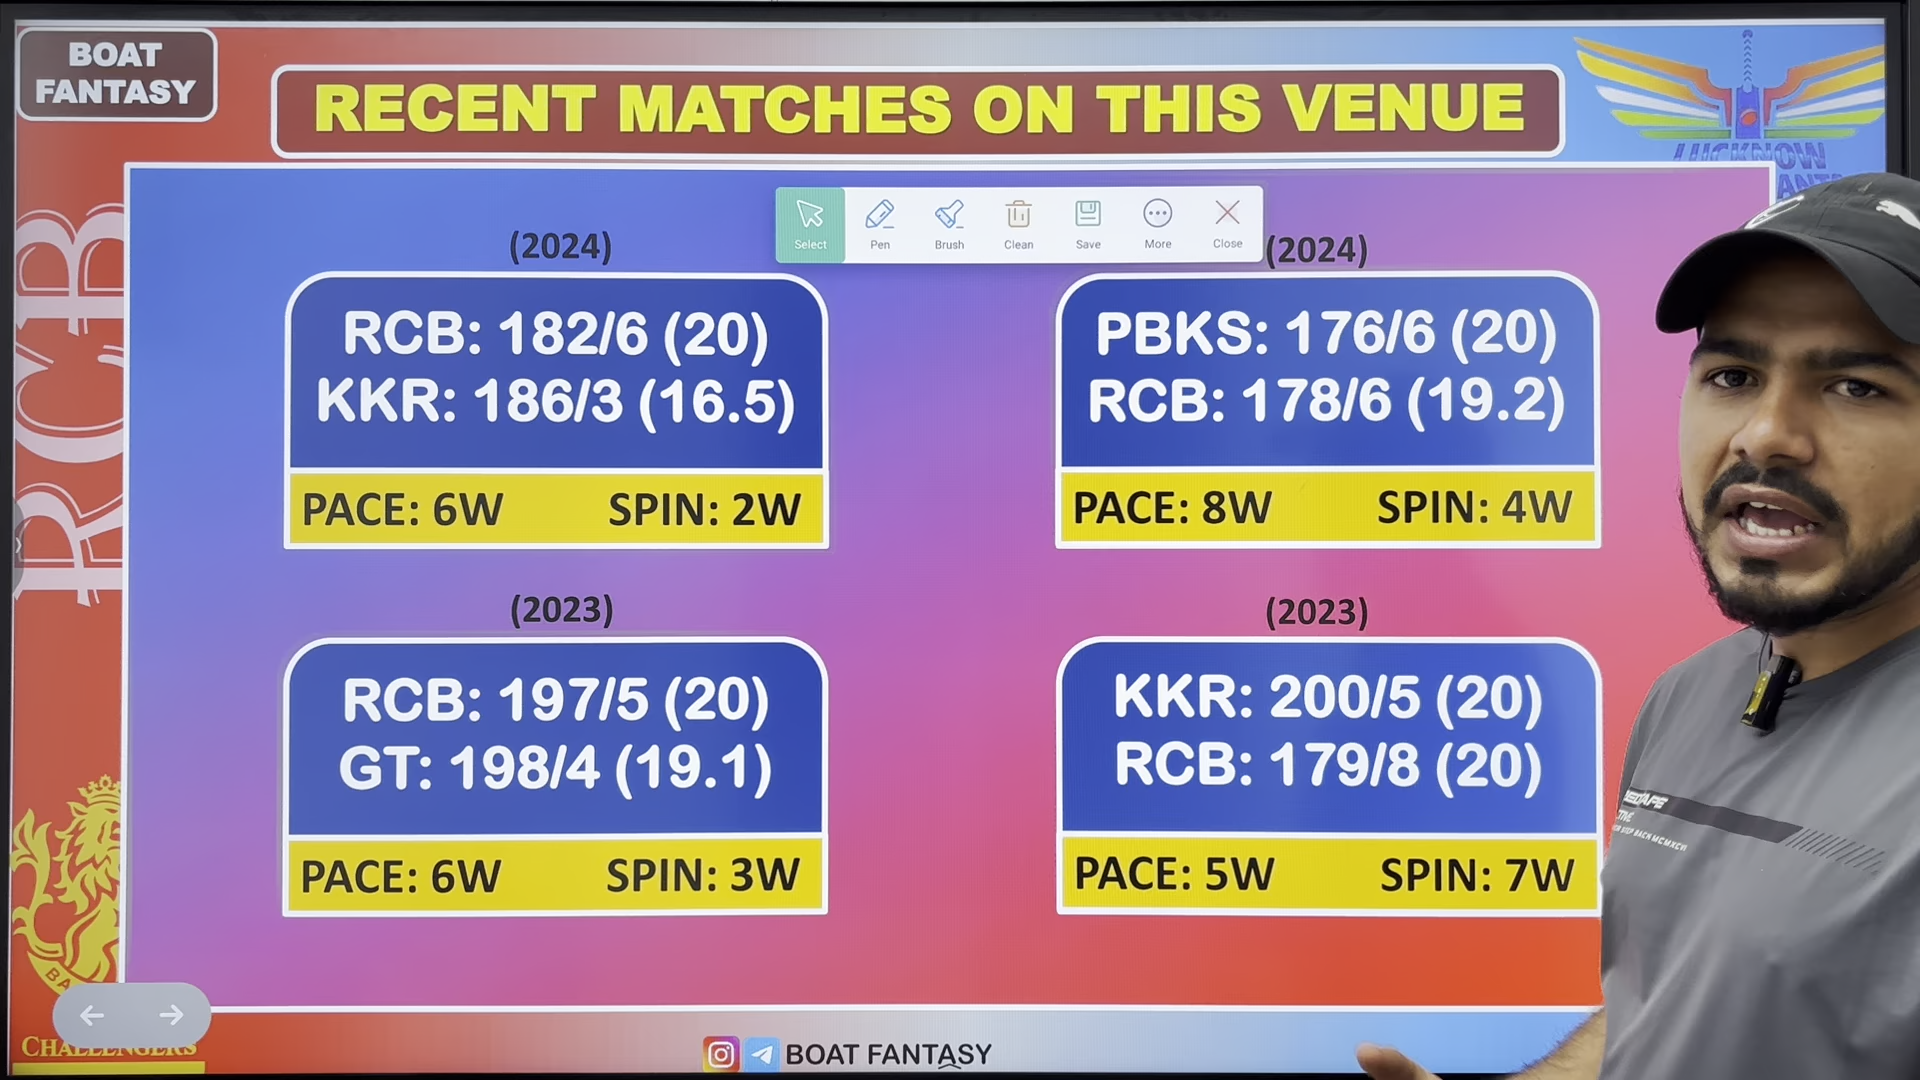 BOAT
FANTASY
RECENT MATCHES ON THIS VENUE
LUCKNOW
RCB
Select
Pen
Brush
Clean
Save
More
Close
(2024)
RCB: 182/6 (20)
KKR: 186/3 (16.5)
PACE: 6W SPIN: 2W
(2024)
PBKS: 176/6 (20)
RCB: 178/6 (19.2)
PACE: 8W SPIN: 4W
(2023)
RCB: 197/5 (20)
GT: 198/4 (19.1)
PACE: 6W SPIN: 3W
(2023)
KKR: 200/5 (20)
RCB: 179/8 (20)
PACE: 5W SPIN: 7W
CHALLENGERS
BOAT FANTASY